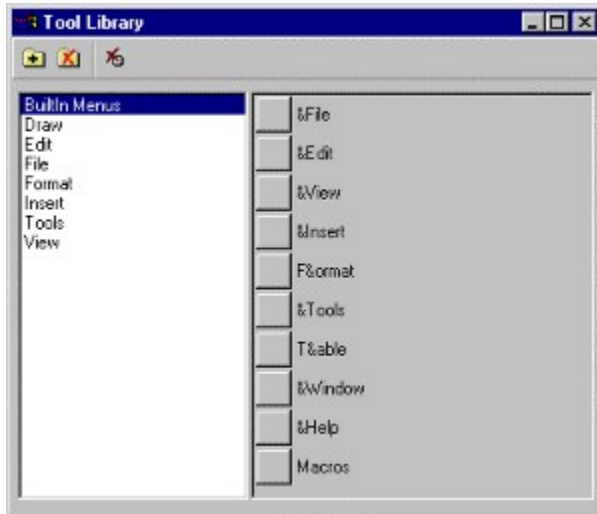 Tool Library
BuiltIn Menus
Draw
Edit
File
Format
Insert
Tools
View
&File
&Edit
&View
&Insert
F&ormat
&Tools
T&able
&Window
&Help
Macros